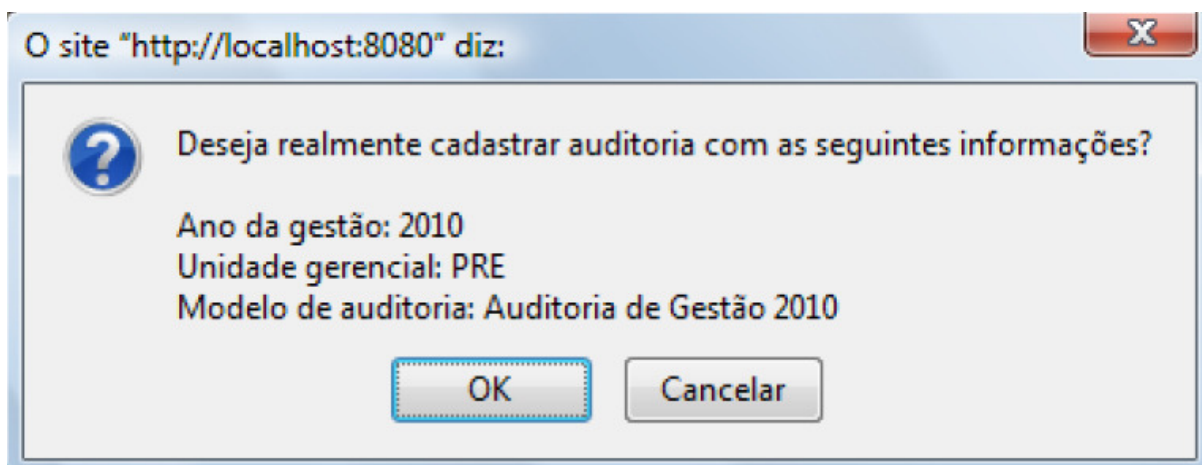 O site "http://localhost:8080" diz:
Deseja realmente cadastrar auditoria com as seguintes informações?
Ano da gestão: 2010
Unidade gerencial: PRE
Modelo de auditoria: Auditoria de Gestão 2010
OK
Cancelar